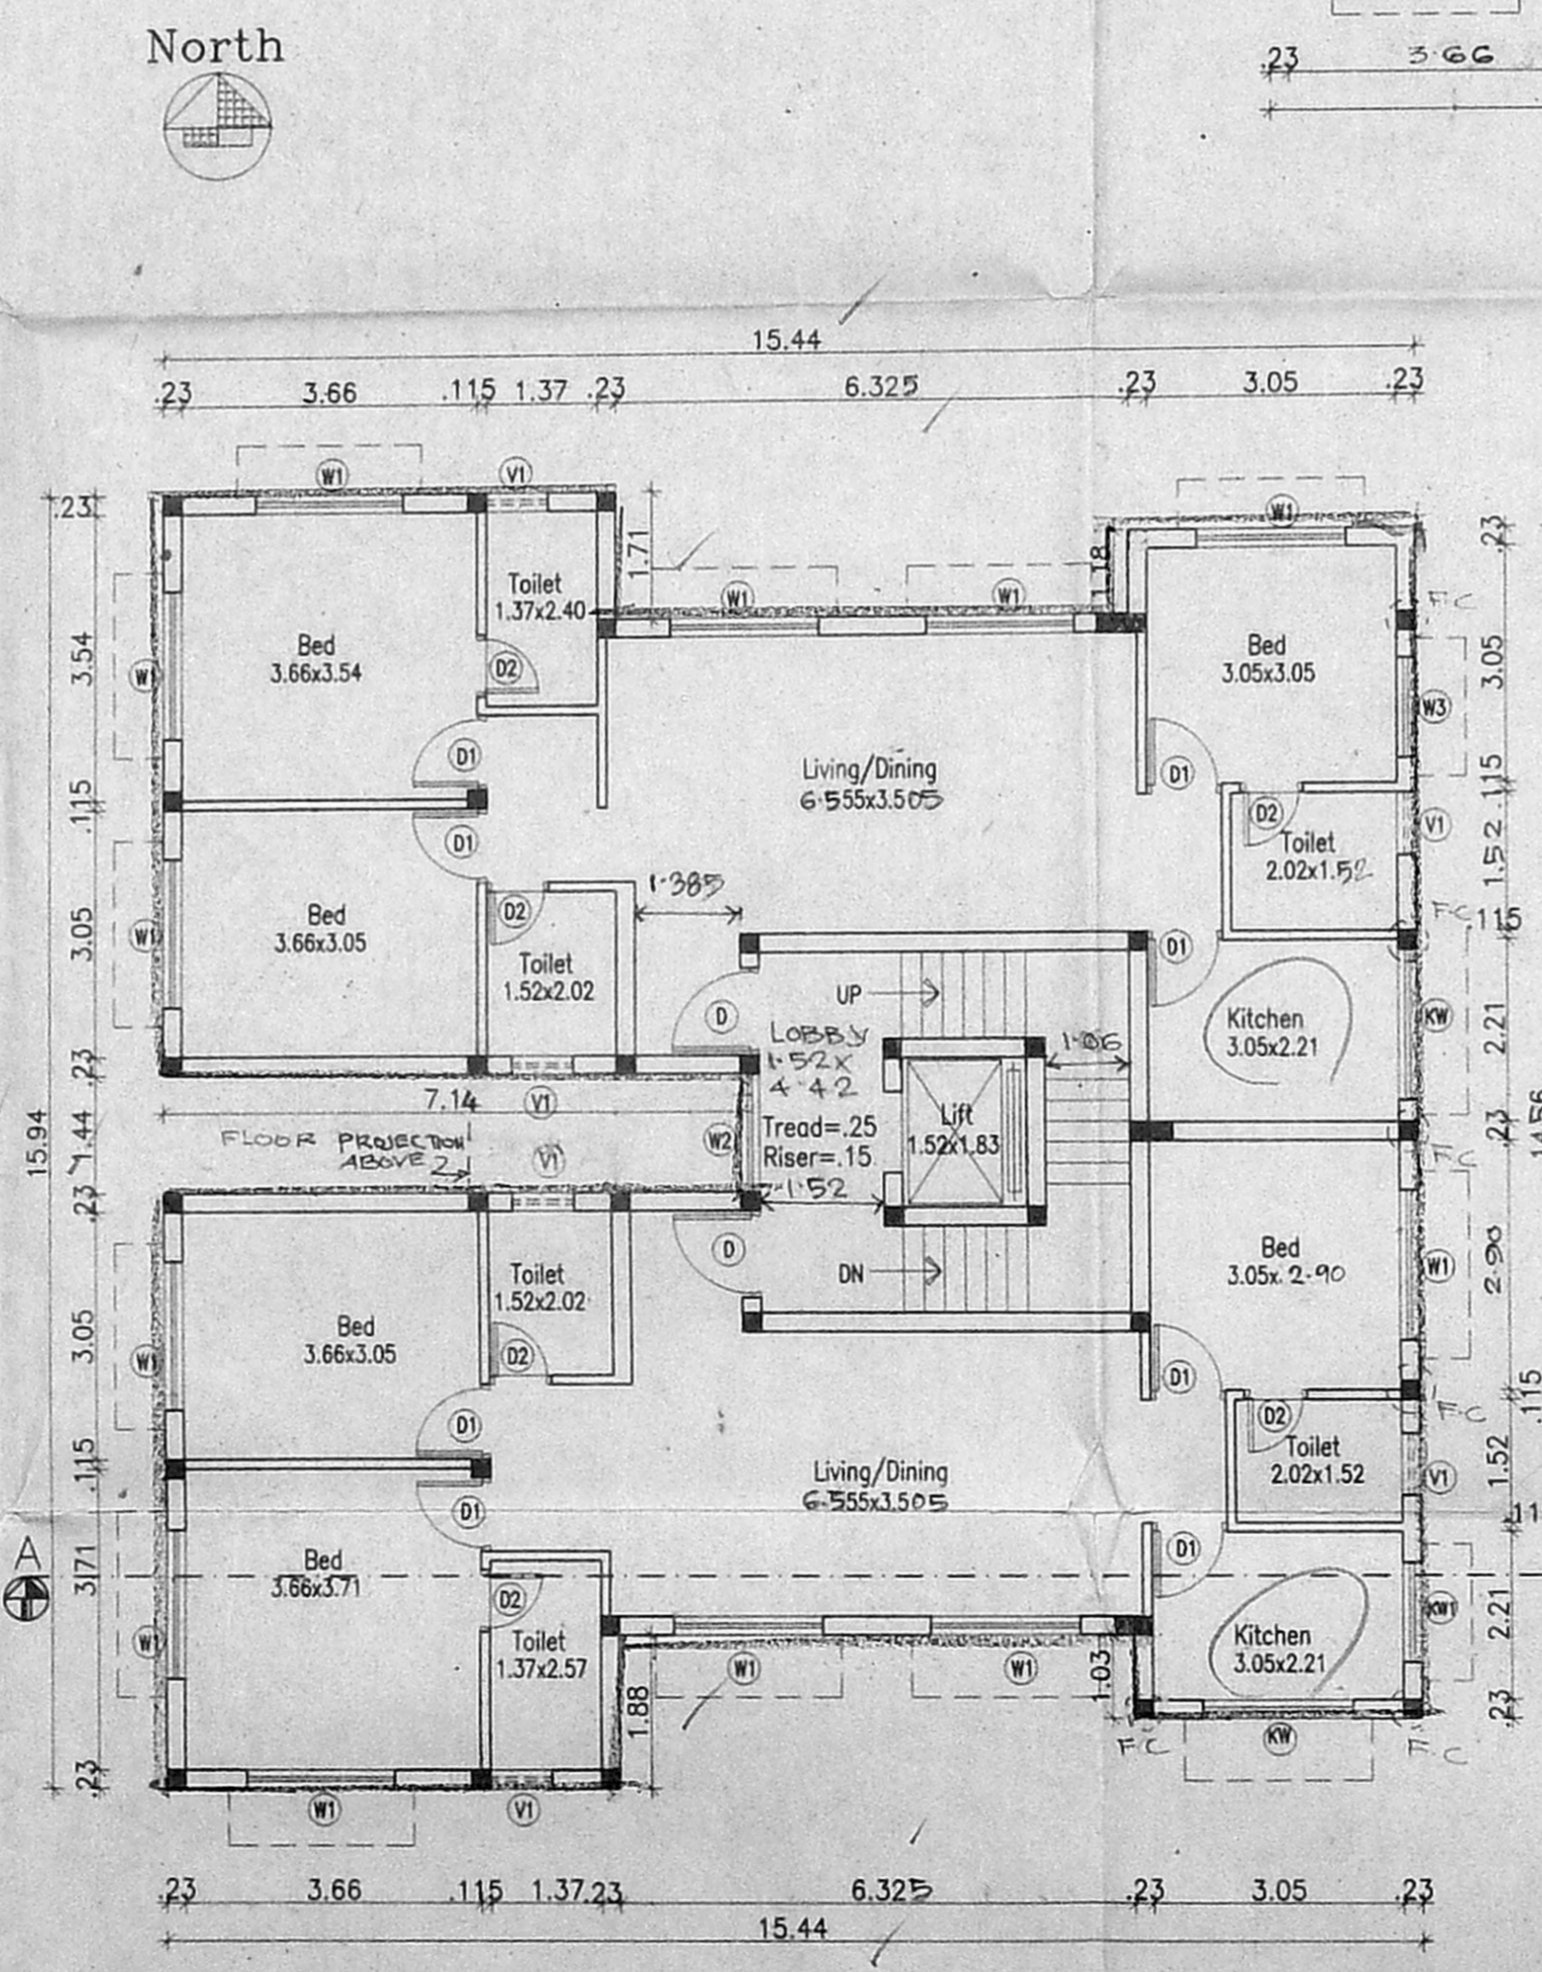 North
.23 3.66
15.44
.23 3.66 .115 1.37 .23 6.325 .23 3.05 .23
W1 V1
W1
.23
1.71
1.18
.23
W1 W1
Toilet
1.37x2.40
F.C
Bed
3.66x3.54
Bed
3.05x3.05
3.54
3.05
W1
D2
W3
D1
Living/Dining
6.555x3.505
D1
.115
.115
D2
V1
D1
Toilet
2.02x1.52
1.52
1.385
Bed
3.66x3.05
D2
F.C .115
3.05
W1
D1
Toilet
1.52x2.02
UP
D
LOBBY
1.52x
4.42
1.06
Kitchen
3.05x2.21
KW
2.21
.23
7.14
V1
Lift
1.52x1.83
Tread=.25
Riser=.15
W2
.23
F.C
15.94
1.44
FLOOR PROJECTION
ABOVE
V1
1.52
14.56
.23
D
DN
Bed
3.05x2.90
W1
2.90
Toilet
1.52x2.02
Bed
3.66x3.05
3.05
W1
D2
D1
.115
F.C
D1
D2
Toilet
2.02x1.52
V1
1.52
.115
Living/Dining
6.555x3.505
D1
11
A
3.71
Bed
3.66x3.71
D1
D2
KW1
2.21
W1
Toilet
1.37x2.57
Kitchen
3.05x2.21
W1 W1
1.88
1.03
.23
F.C KW F.C
.23
W1 V1
.23 3.66 .115 1.37 .23 6.325 .23 3.05 .23
15.44